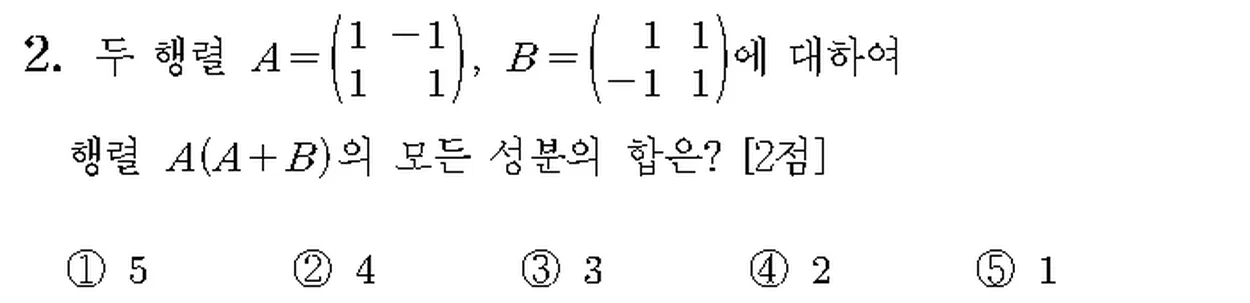 2. 두 행렬 A=(1 -1 1 1), B=(1 1 -1 1)에 대하여
행렬 A(A+B)의 모든 성분의 합은? [2점]
① 5 ② 4 ③ 3 ④ 2 ⑤ 1